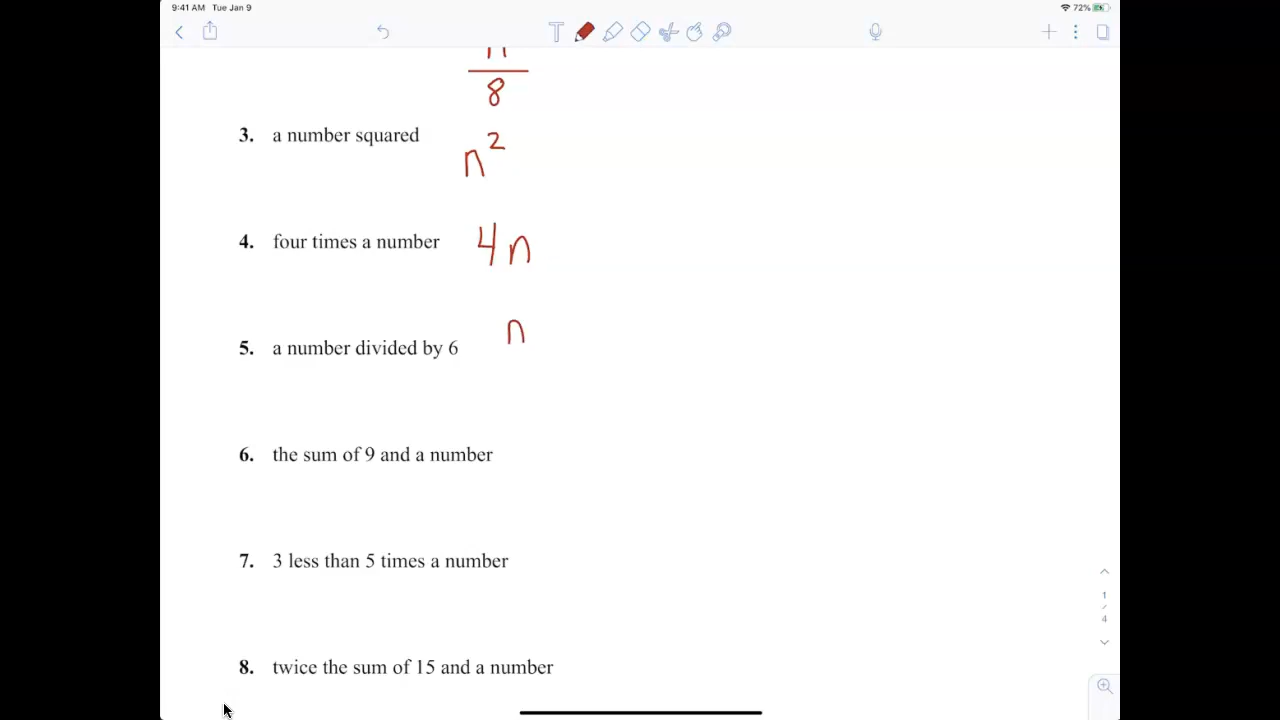 9:41 AM Tue Jan 9
72%
T
8
3. a number squared
n²
4. four times a number 4n
n
5. a number divided by 6
6. the sum of 9 and a number
7. 3 less than 5 times a number
1
/
4
8. twice the sum of 15 and a number